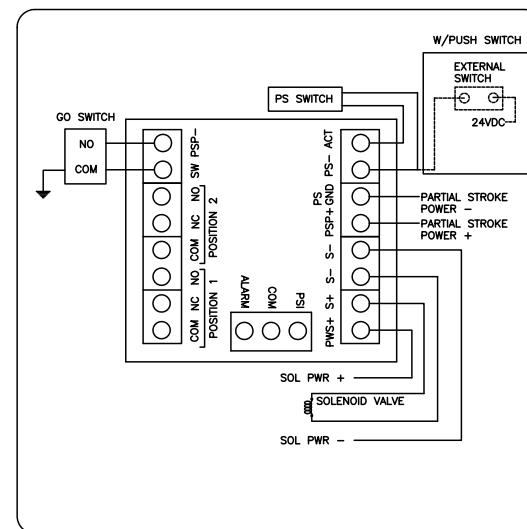 W/PUSH SWITCH
EXTERNAL
SWITCH
24VDC
PS SWITCH
GO SWITCH
NO
COM
PSP-
SW
NO
NC
COM
POSITION 2
NO
NC
COM
POSITION 1
ALARM
COM
PSI
ACT
PS-
PS
GND
PSP+
S-
S-
S+
PWS+
PARTIAL STROKE
POWER -
PARTIAL STROKE
POWER +
SOL PWR +
SOLENOID VALVE
SOL PWR -